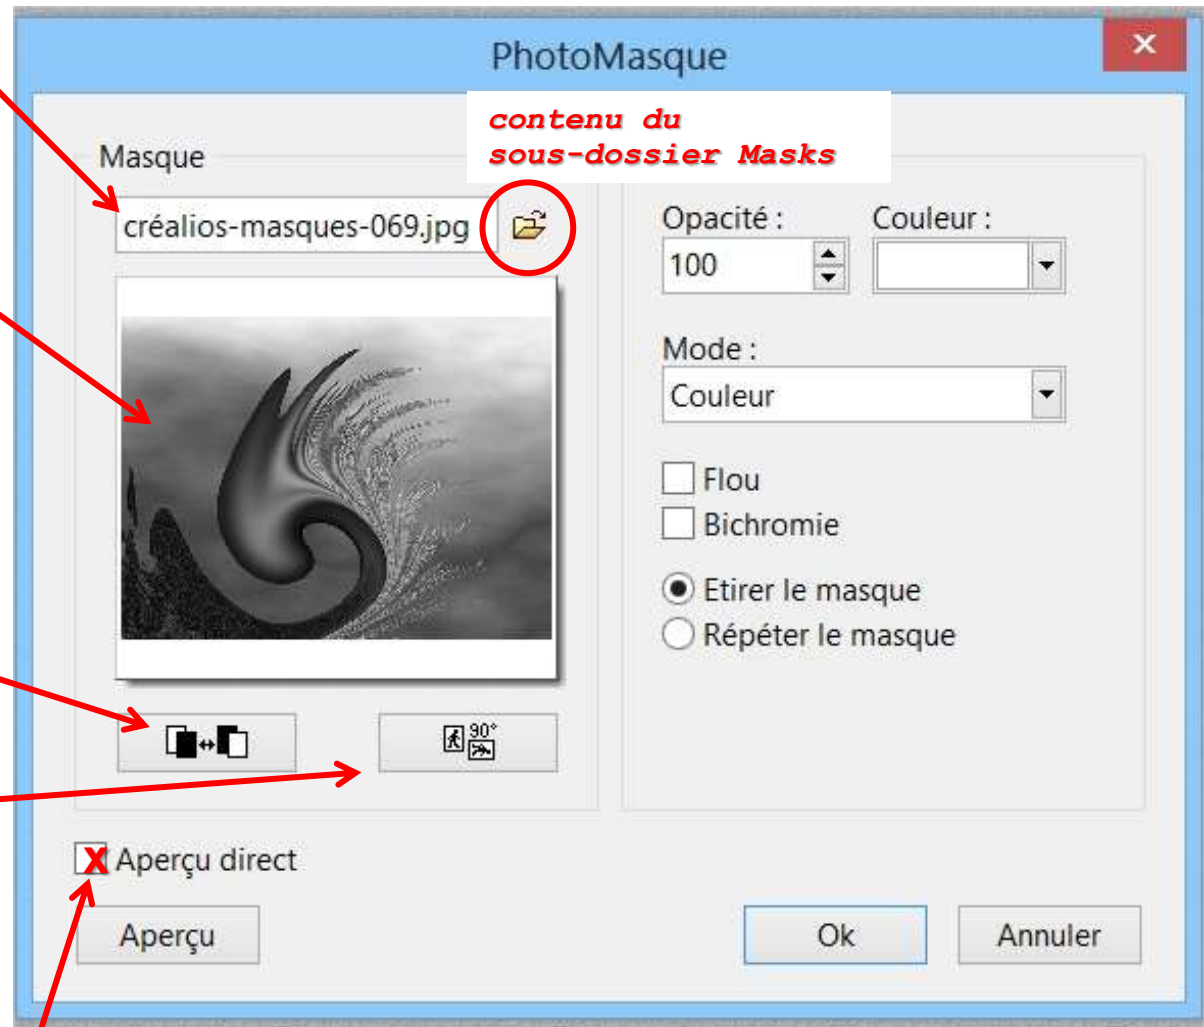 PhotoMasque
contenu du
sous-dossier Masks
Masque
créalios-masques-069.jpg
Opacité :
Couleur :
100
Mode :
Couleur
Flou
Bichromie
Etirer le masque
Répéter le masque
90°
X Aperçu direct
Aperçu
Ok
Annuler